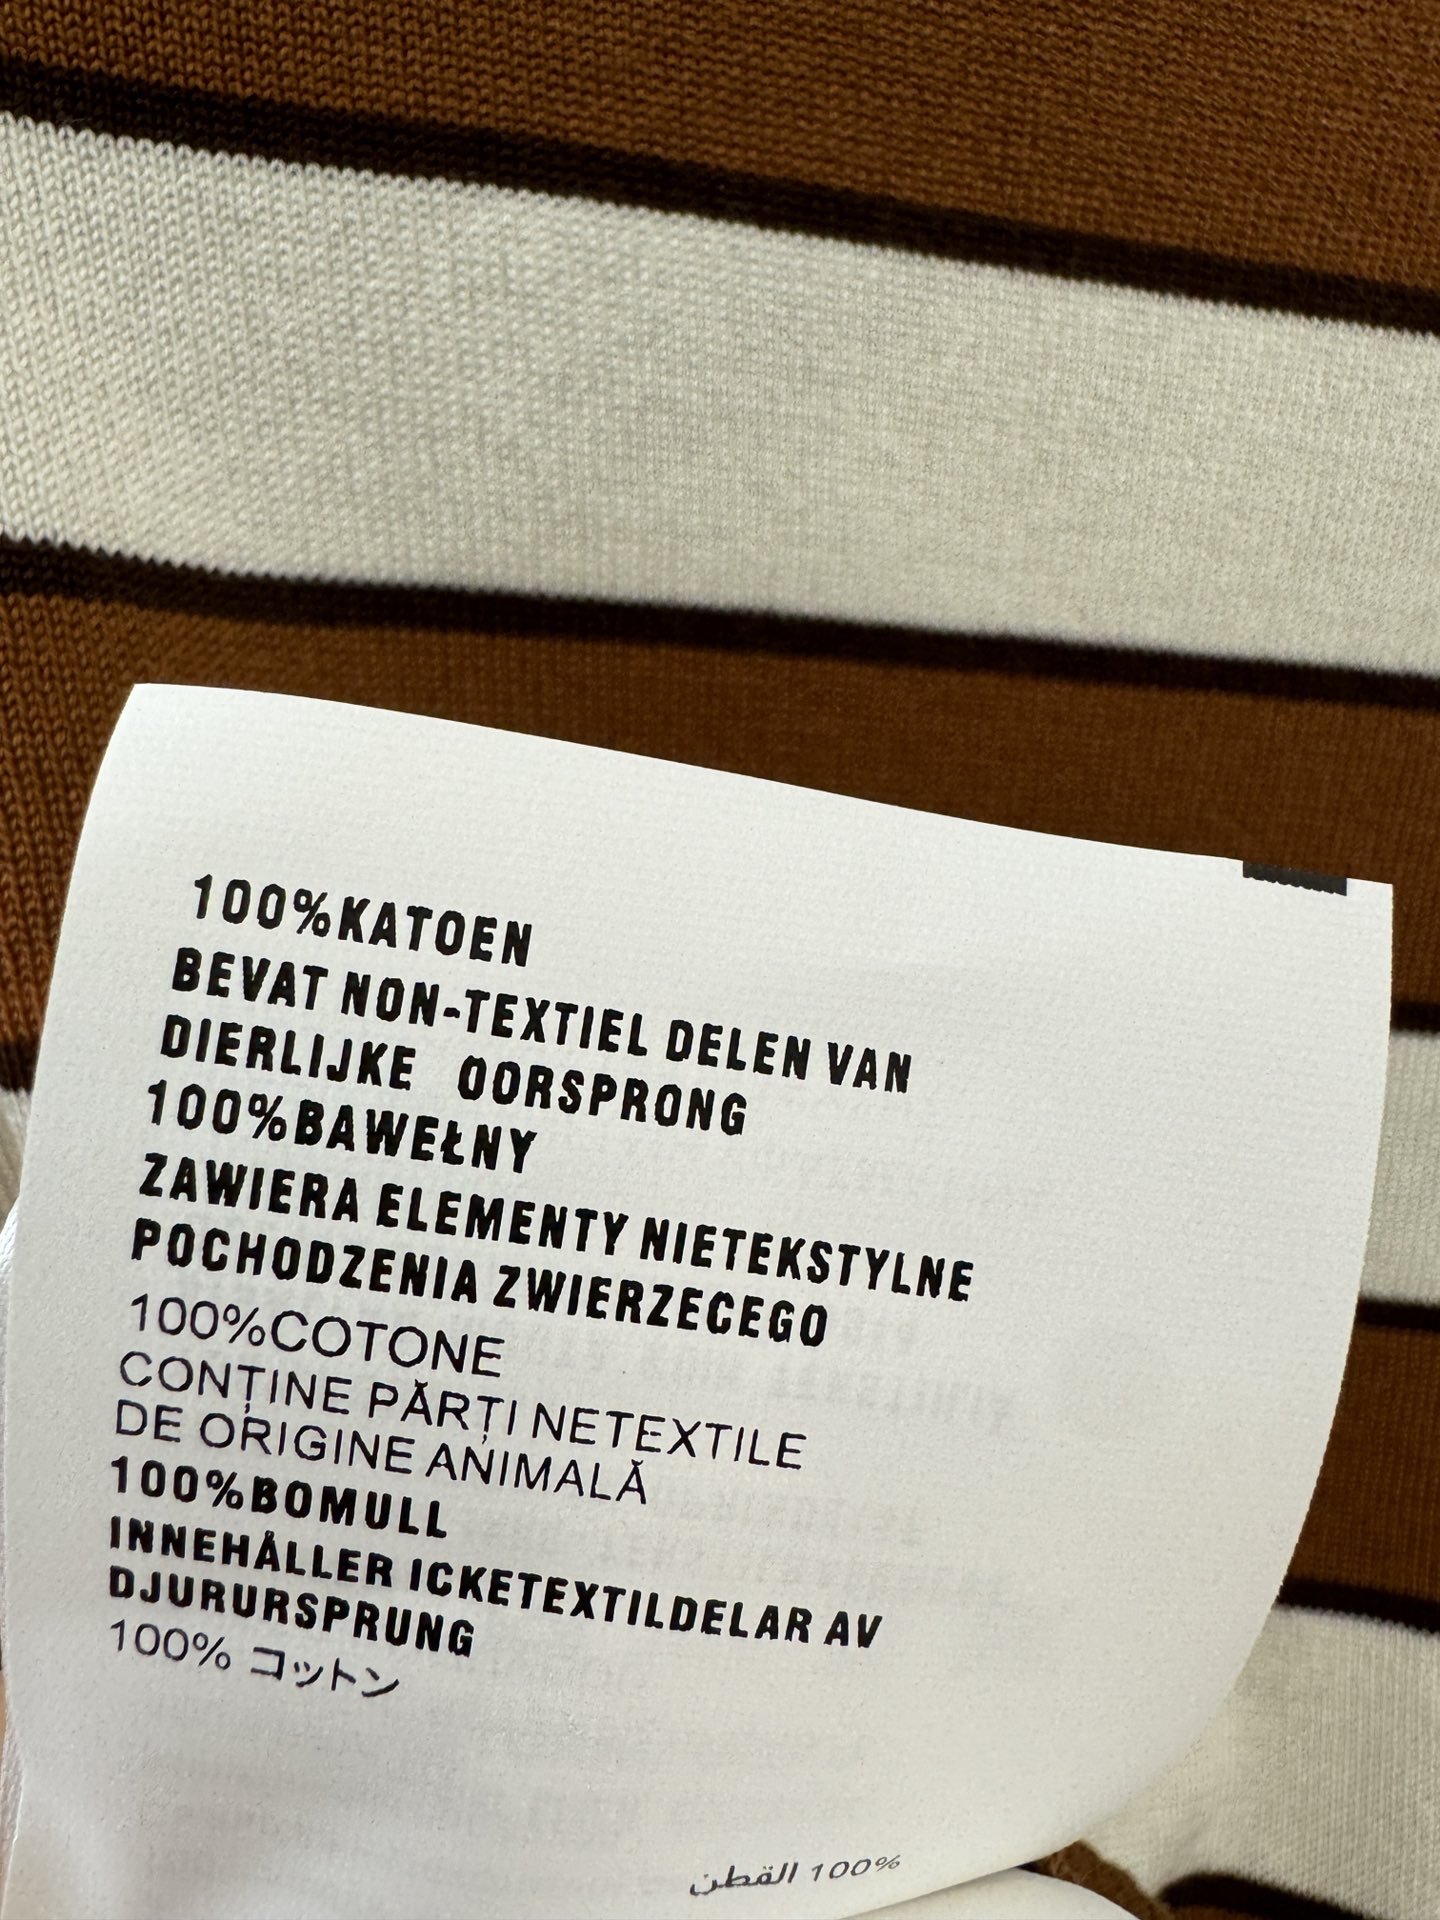 100%KATOEN
BEVAT NON-TEXTIEL DELEN VAN
DIERLIJKE OORSPRONG
100%BAWEŁNY
ZAWIERA ELEMENTY NIETEKSTYLNE
POCHODZENIA ZWIERZECEGO
100%COTONE
CONȚINE PĂRȚI NETEXTILE
DE ORIGINE ANIMALĂ
100%BOMULL
INNEHÅLLER ICKETEXTILDELAR AV
DJURURSPRUNG
100% コットン
100% القطن